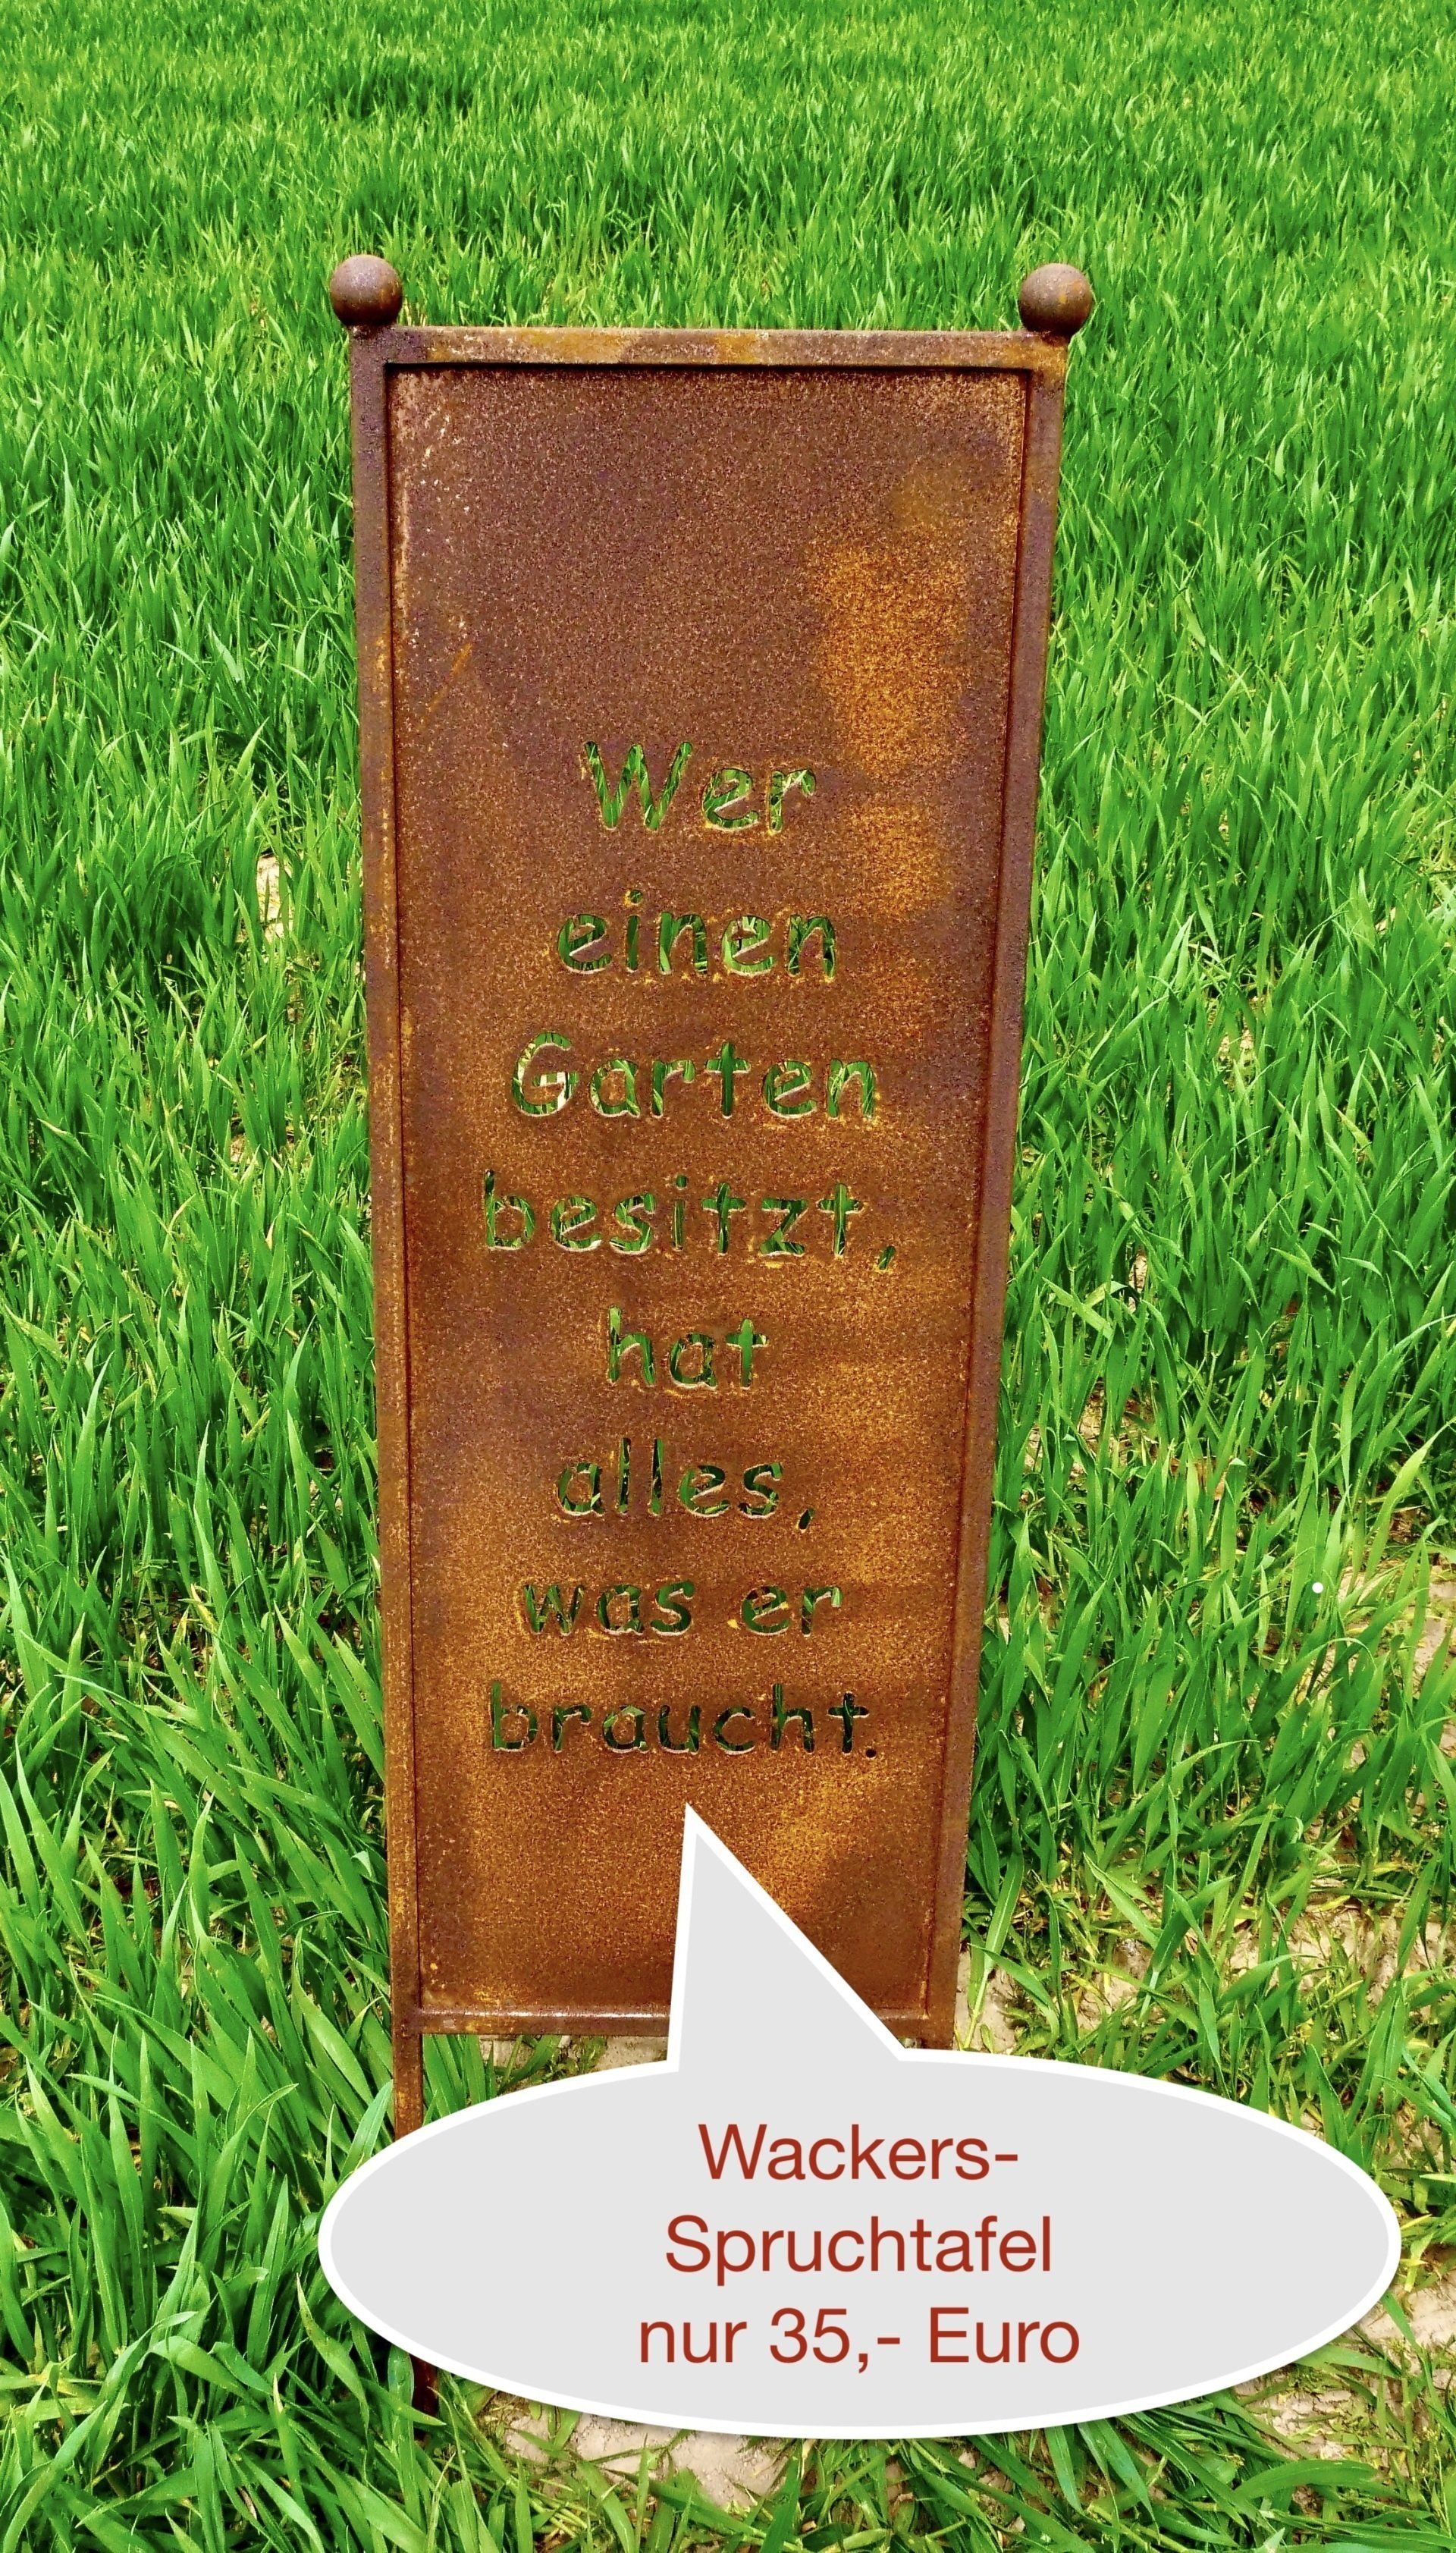 Wer
einen
Garten
besitzt,
hat
alles,
was er
braucht.
Wackers-
Spruchtafel
nur 35,- Euro